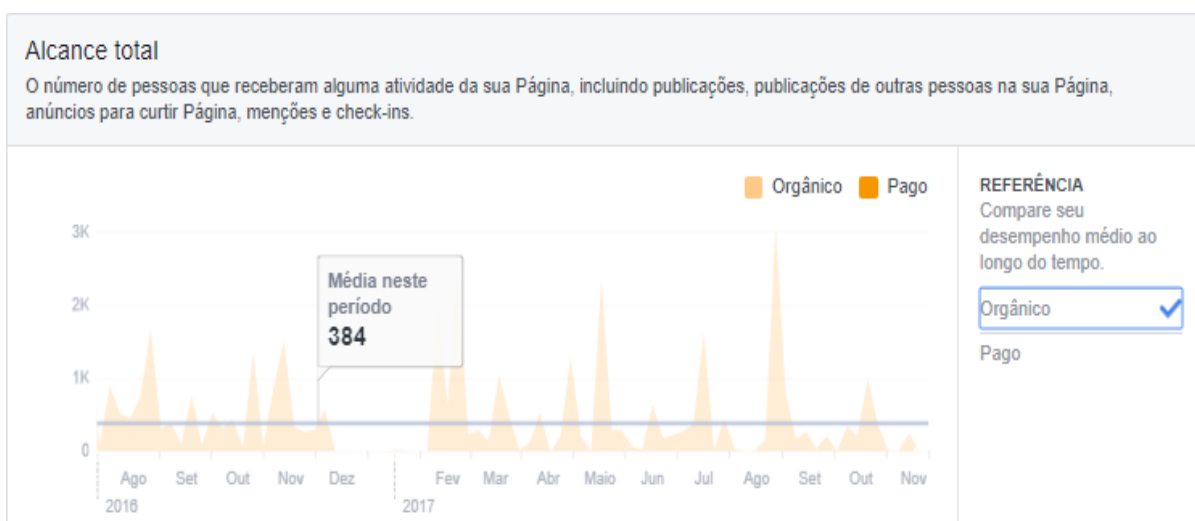 Alcance total
O número de pessoas que receberam alguma atividade da sua Página, incluindo publicações, publicações de outras pessoas na sua Página,
anúncios para curtir Página, menções e check-ins.
Orgânico Pago
3K
2K
1K
0
Média neste
período
384
Ago Set Out Nov Dez Fev Mar Abr Maio Jun Jul Ago Set Out Nov
2016 2017
REFERÊNCIA
Compare seu
desempenho médio ao
longo do tempo.
Orgânico
Pago